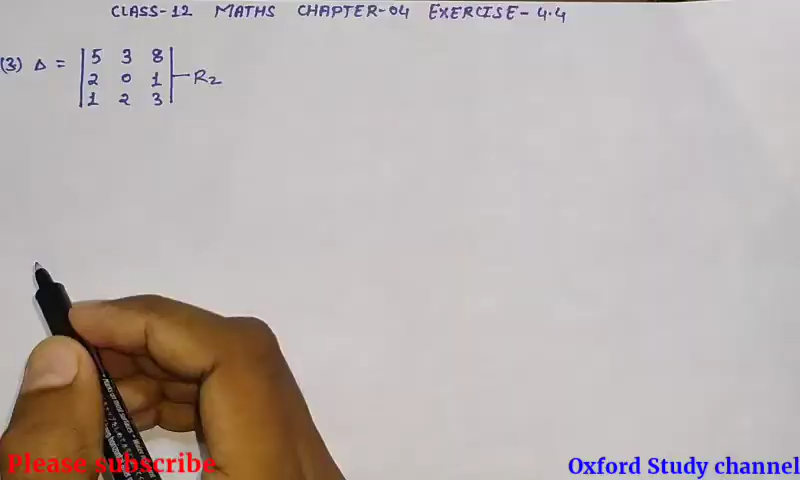 CLASS-12 MATHS CHAPTER-04 EXERCISE-4.4
(3) Δ = | 5 3 8 |
| 2 0 1 | — R2
| 1 2 3 |
Please subscribe
Oxford Study channel